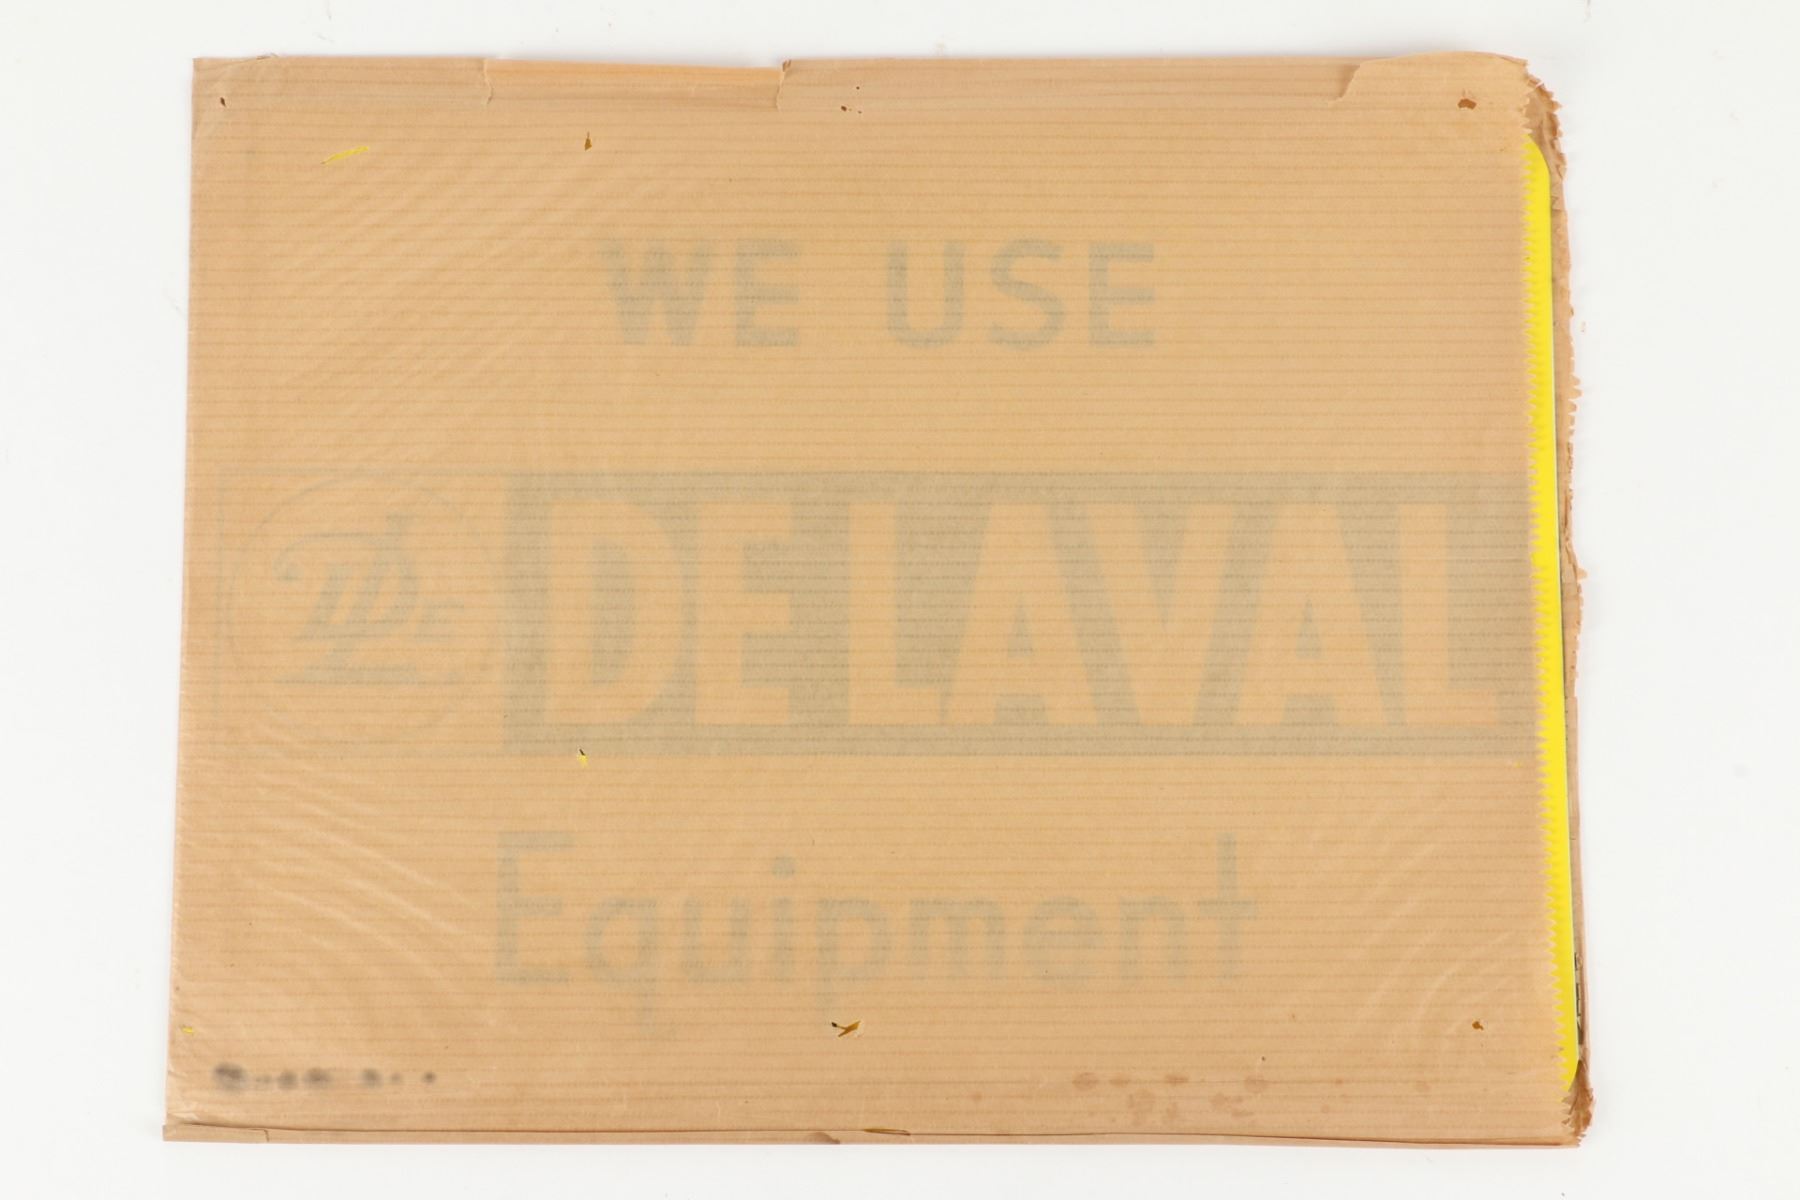 WE USE
DE LAVAL
Equipment